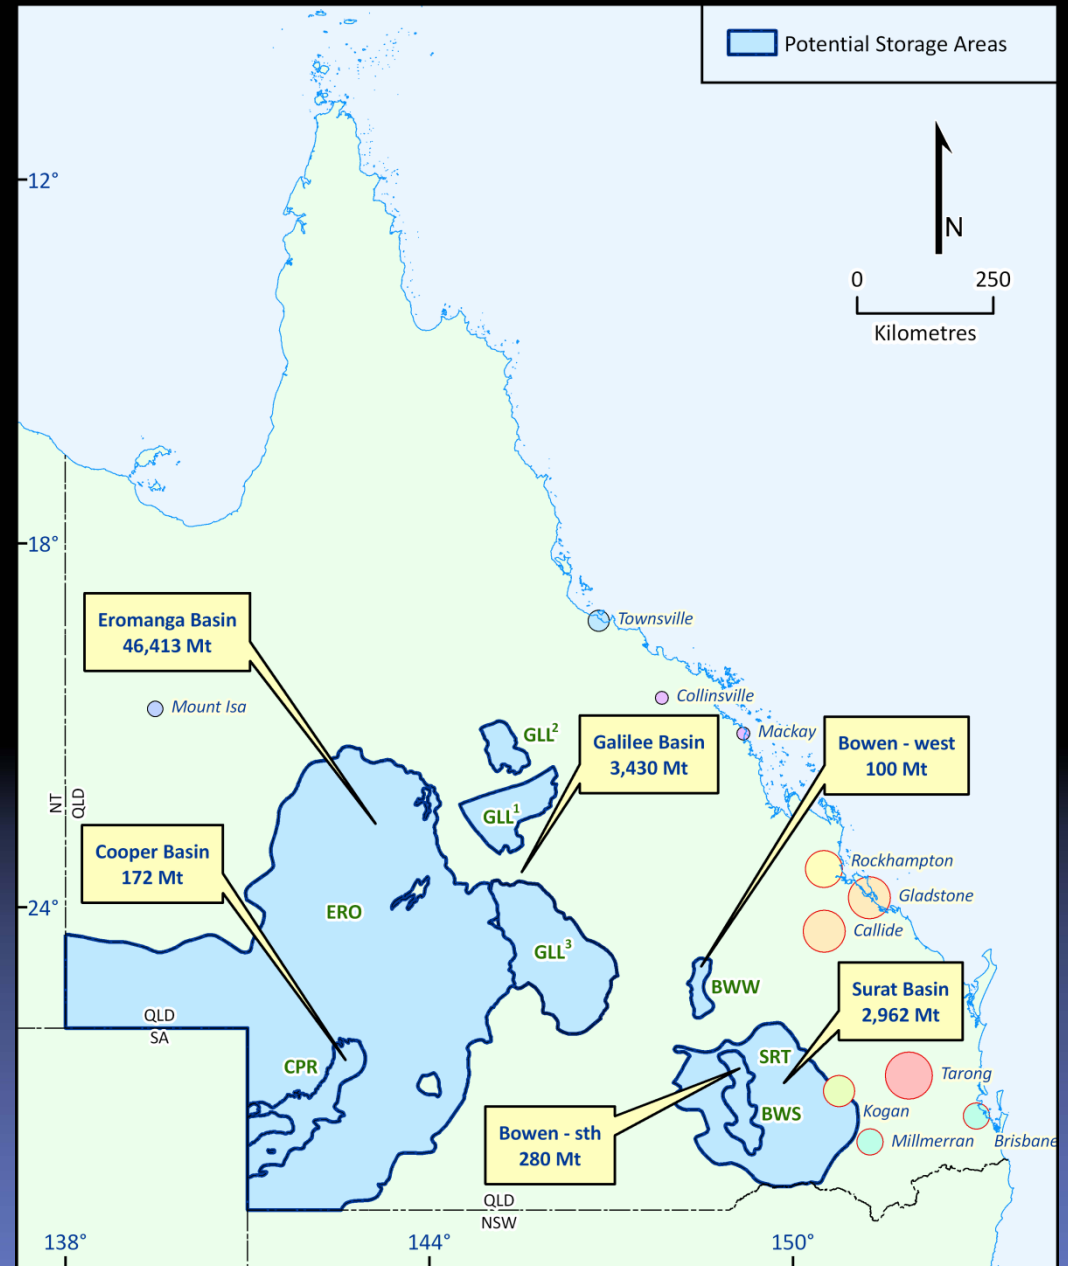 Potential Storage Areas
12°
N
0 250
Kilometres
18°
Eromanga Basin
46,413 Mt
Townsville
Mount Isa
Collinsville
Mackay
GLL2
Galilee Basin
3,430 Mt
Bowen - west
100 Mt
NT
QLD
GLL1
Cooper Basin
172 Mt
Rockhampton
Gladstone
24°
ERO
Callide
GLL3
BWW
Surat Basin
2,962 Mt
QLD
SA
CPR
SRT
Tarong
BWS
Kogan
Bowen - sth
280 Mt
Millmerran
Brisbane
QLD
NSW
138° 144° 150°